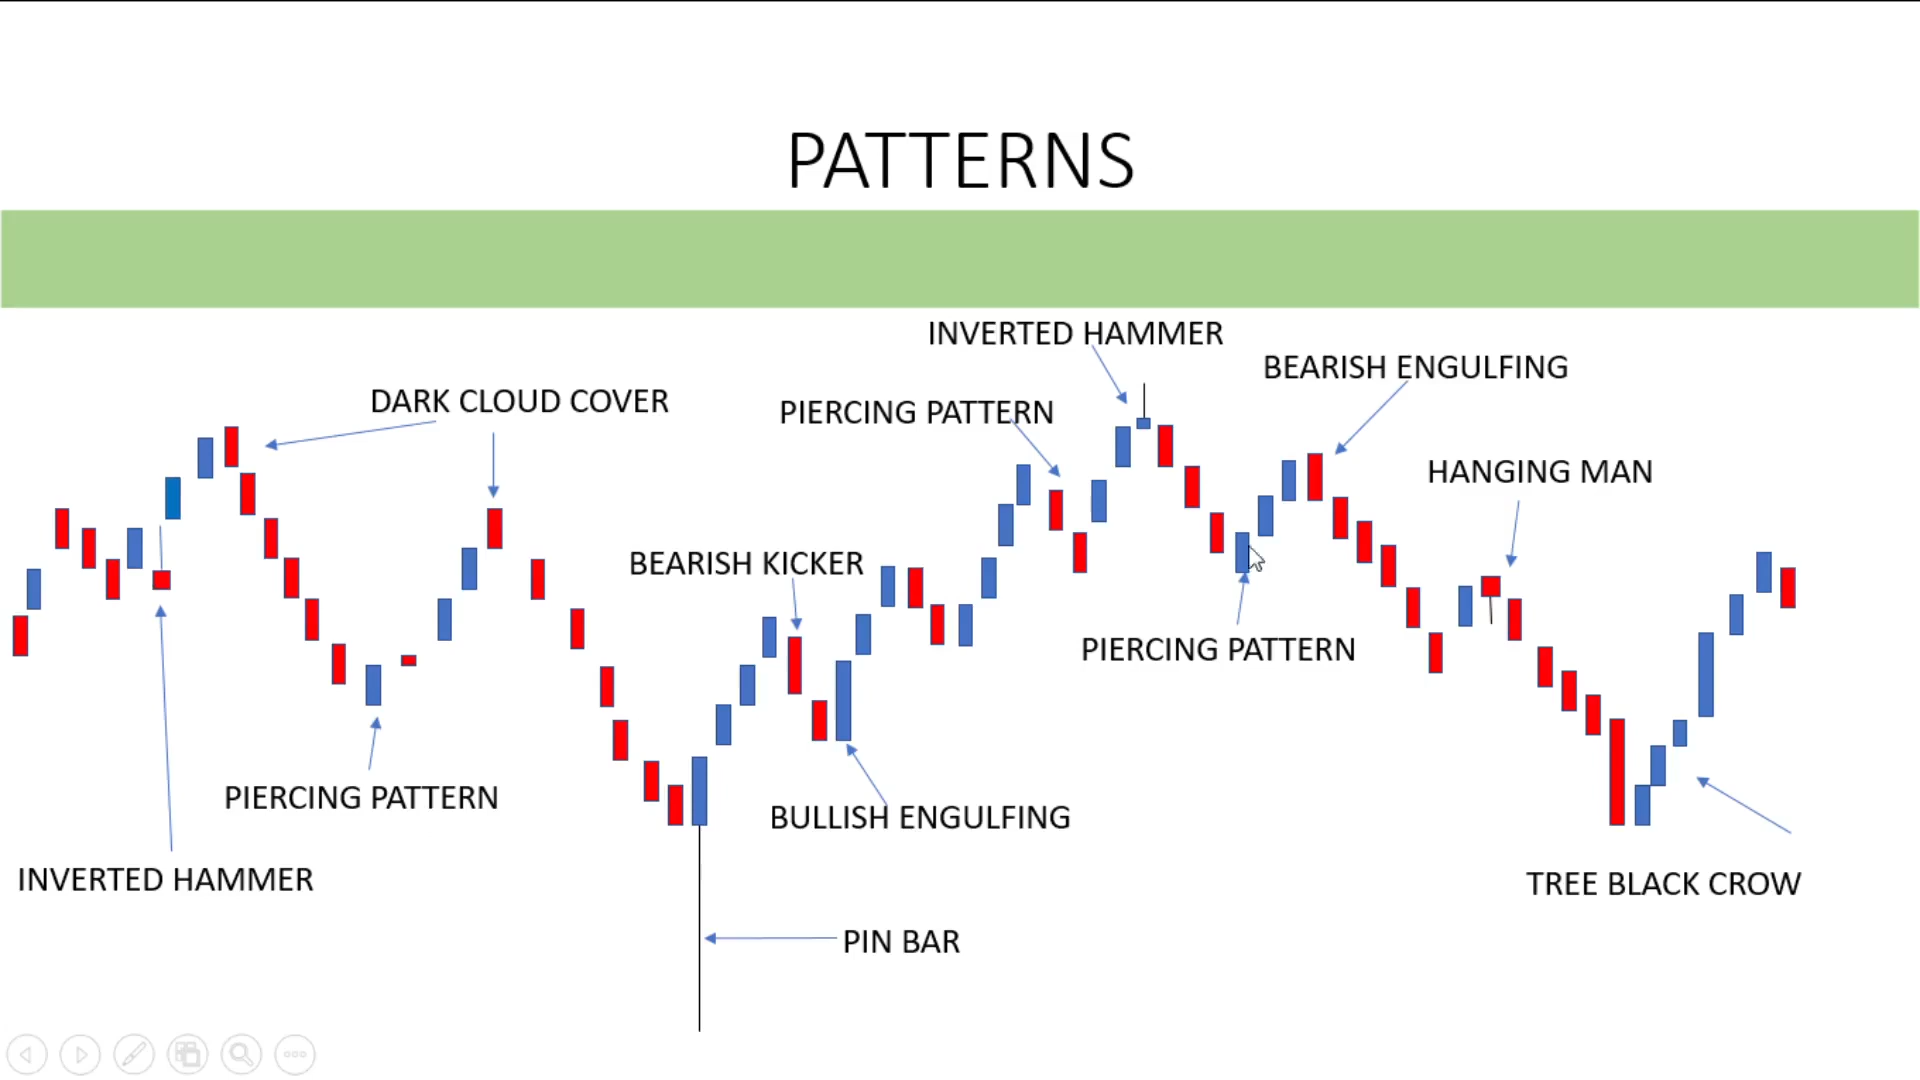 PATTERNS
INVERTED HAMMER
BEARISH ENGULFING
DARK CLOUD COVER
PIERCING PATTERN
HANGING MAN
BEARISH KICKER
PIERCING PATTERN
PIERCING PATTERN
BULLISH ENGULFING
INVERTED HAMMER
TREE BLACK CROW
PIN BAR